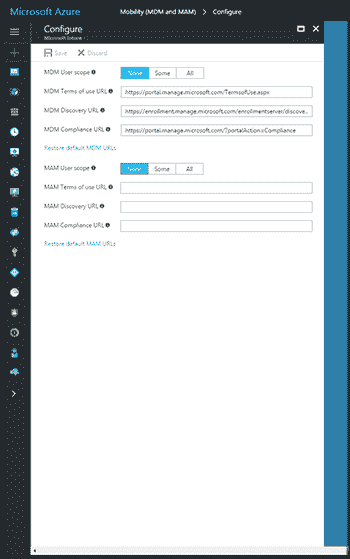 Microsoft Azure Mobility (MDM and MAM) > Configure
Configure
Microsoft Intune
Save Discard
MDM User scope None Some All
MDM Terms of use URL https://portal.manage.microsoft.com/TermsofUse.aspx
MDM Discovery URL https://enrollment.manage.microsoft.com/enrollmentserver/discove...
MDM Compliance URL https://portal.manage.microsoft.com/?portalAction=Compliance
Restore default MDM URLs
MAM User scope None Some All
MAM Terms of use URL
MAM Discovery URL
MAM Compliance URL
Restore default MAM URLs